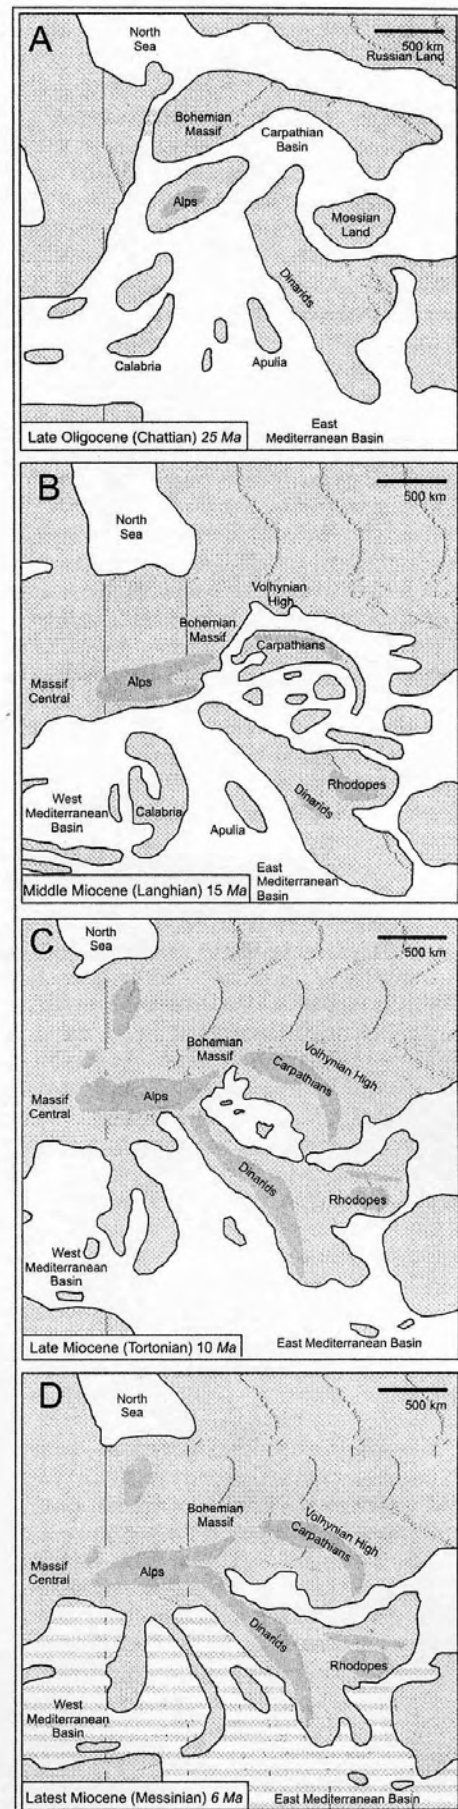 A
North
Sea
500 km
Russian Land
Bohemian
Massif
Carpathian
Basin
Alps
Moesian
Land
Dinarids
Calabria
Apulia
East
Mediterranean Basin
Late Oligocene (Chattian) 25 Ma
B
500 km
North
Sea
Volhynian
High
Bohemian
Massif
Carpathians
Massif
Central
Alps
West
Mediterranean
Basin
Calabria
Apulia
Dinarids
Rhodopes
East
Mediterranean
Basin
Middle Miocene (Langhian) 15 Ma
C
North
Sea
500 km
Bohemian
Massif
Volhynian High
Carpathians
Massif
Central
Alps
Dinarids
Rhodopes
West
Mediterranean
Basin
East Mediterranean Basin
Late Miocene (Tortonian) 10 Ma
D
North
Sea
500 km
Bohemian
Massif
Volhynian High
Carpathians
Massif
Central
Alps
Dinarids
Rhodopes
West
Mediterranean
Basin
East Mediterranean Basin
Latest Miocene (Messinian) 6 Ma